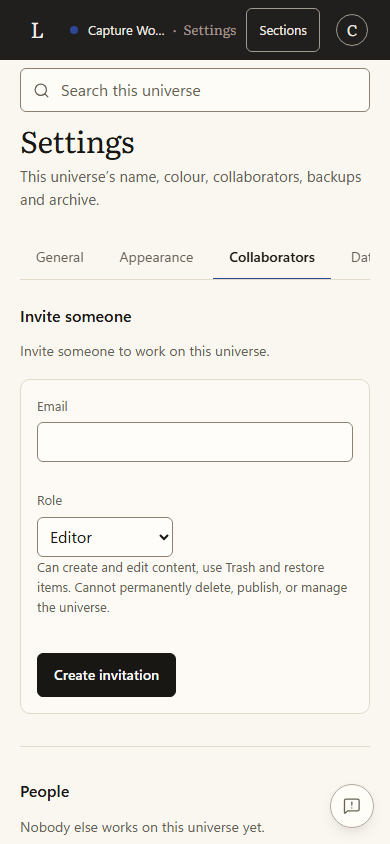 L
Capture Wo... · Settings
Sections
C
Search this universe
Settings
This universe's name, colour, collaborators, backups
and archive.
General
Appearance
Collaborators
Dat
Invite someone
Invite someone to work on this universe.
Email
Role
Editor
Can create and edit content, use Trash and restore
items. Cannot permanently delete, publish, or manage
the universe.
Create invitation
People
Nobody else works on this universe yet.